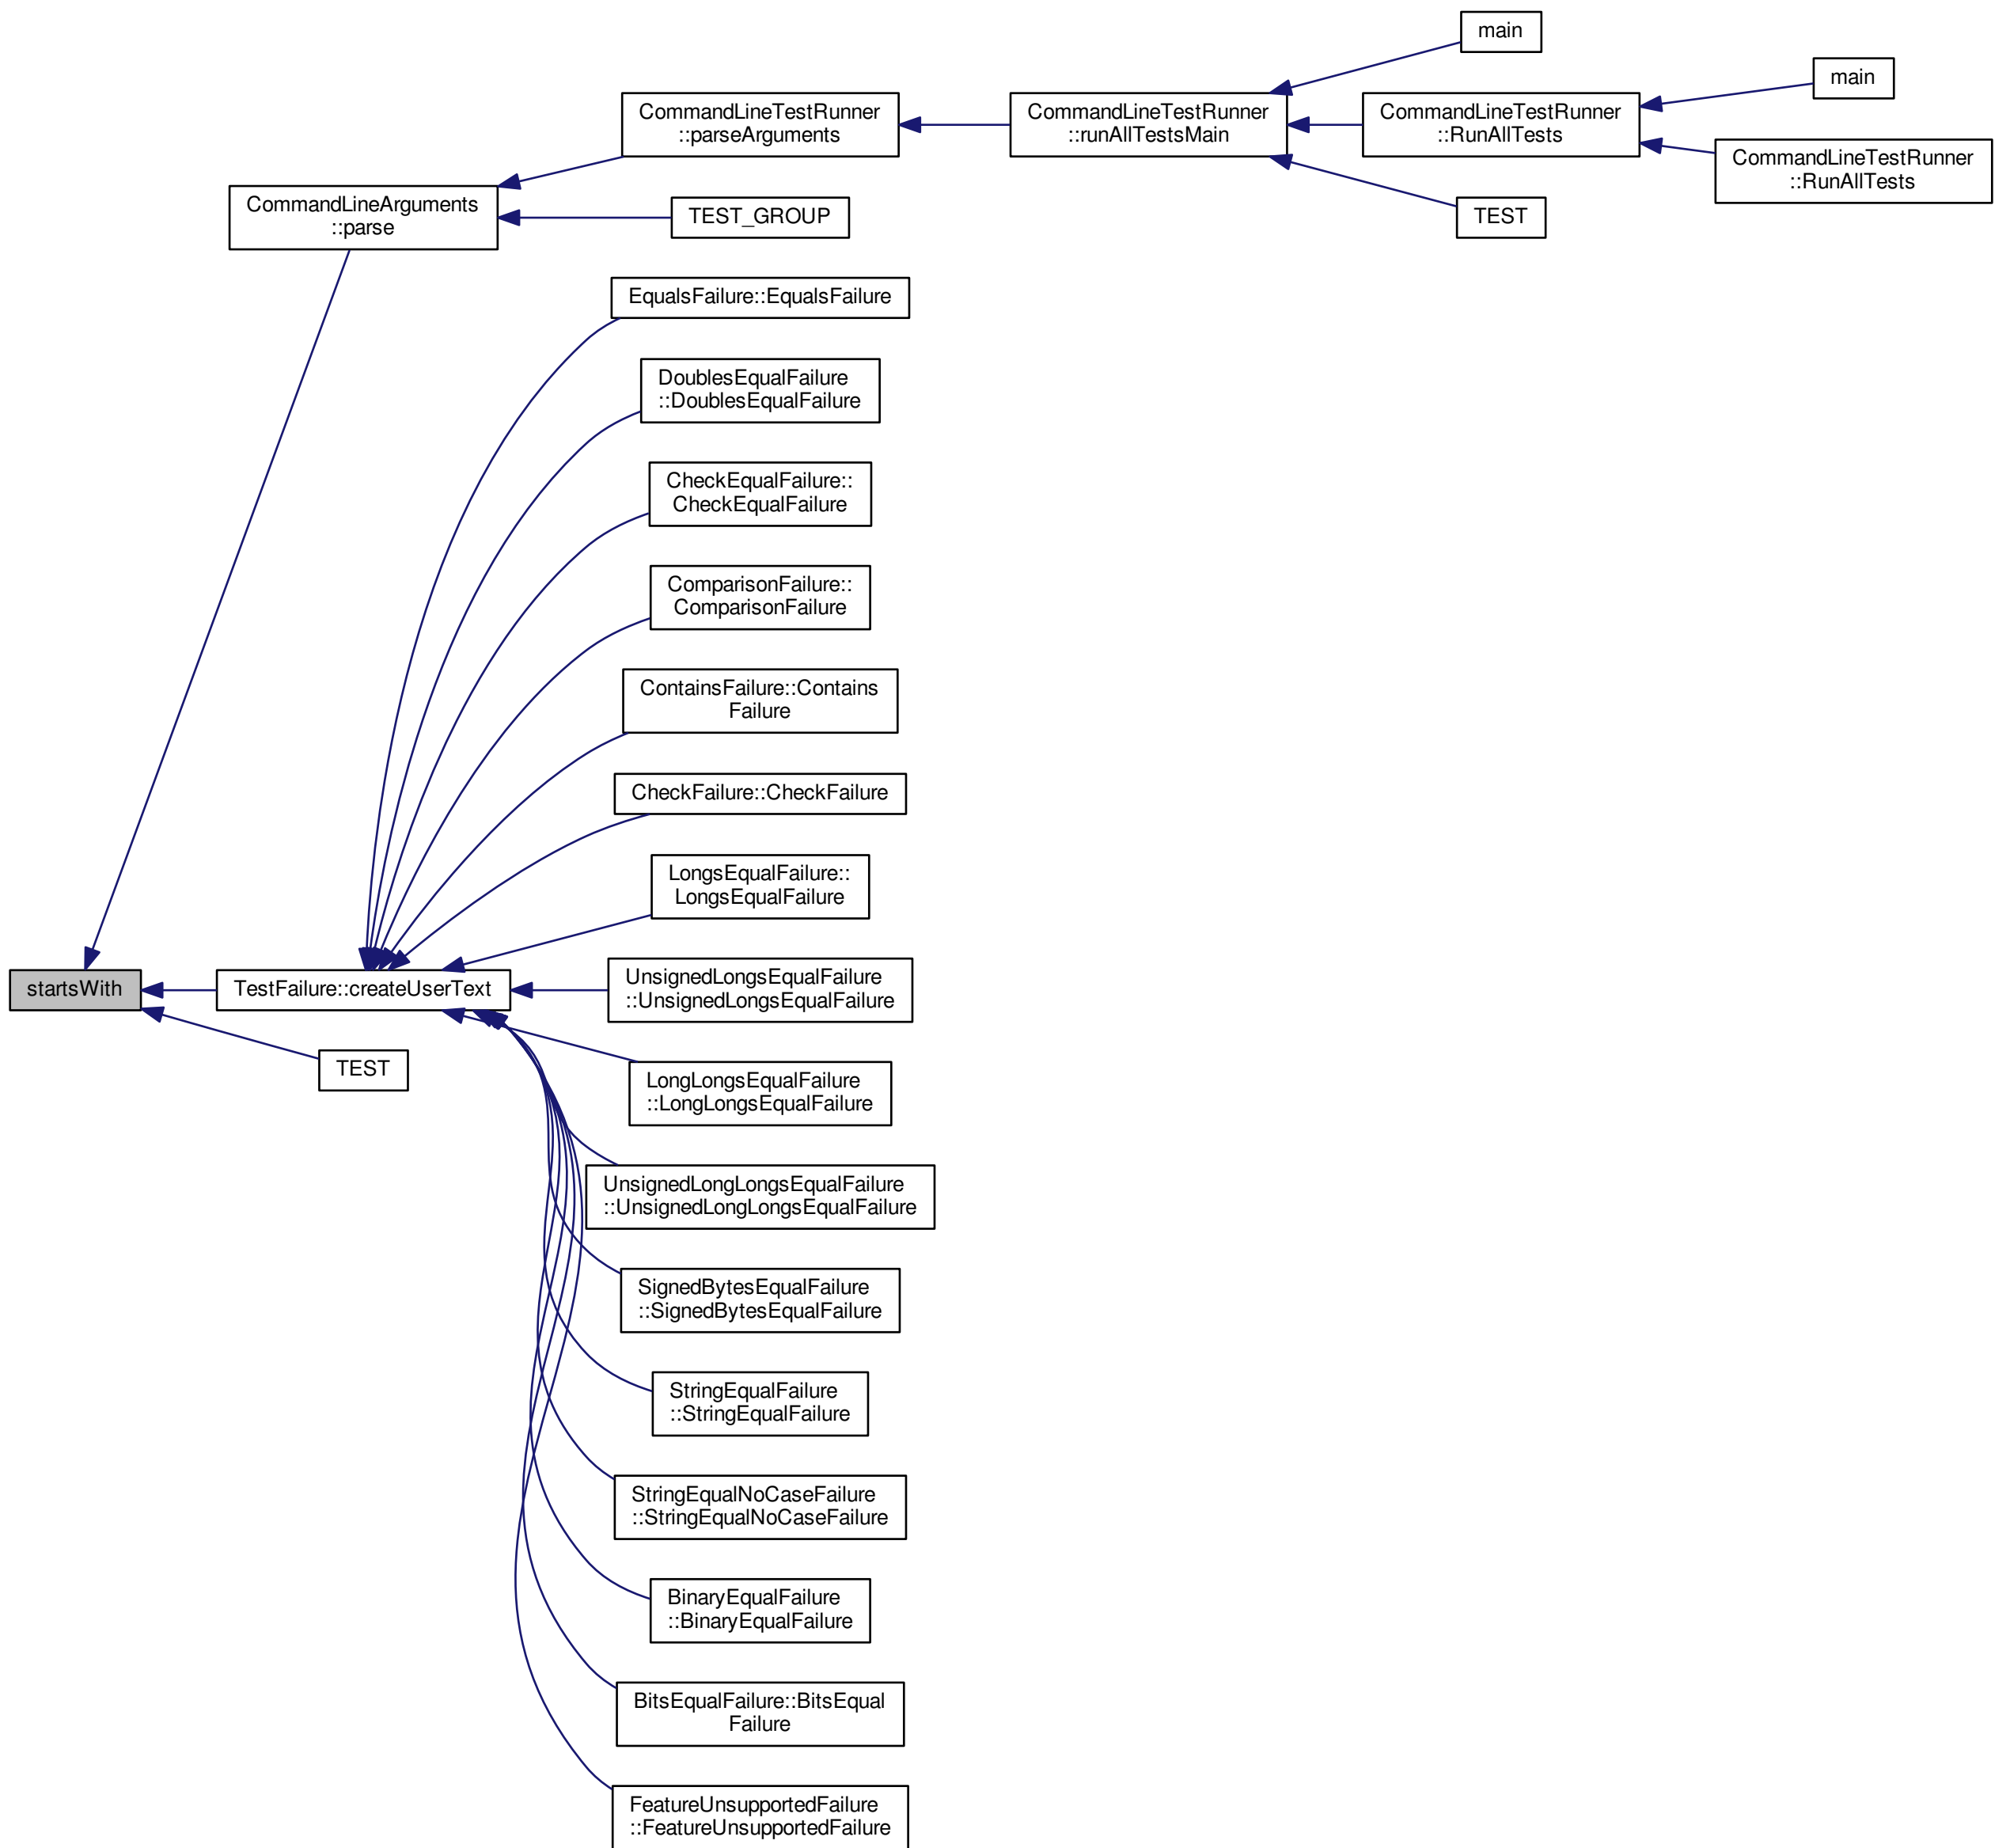 main
main
CommandLineTestRunner
::parseArguments
CommandLineTestRunner
::runAllTestsMain
CommandLineTestRunner
::RunAllTests
CommandLineTestRunner
::RunAllTests
CommandLineArguments
::parse
TEST_GROUP
TEST
EqualsFailure::EqualsFailure
DoublesEqualFailure
::DoublesEqualFailure
CheckEqualFailure::
CheckEqualFailure
ComparisonFailure::
ComparisonFailure
ContainsFailure::Contains
Failure
CheckFailure::CheckFailure
LongsEqualFailure::
LongsEqualFailure
startsWith
TestFailure::createUserText
UnsignedLongsEqualFailure
::UnsignedLongsEqualFailure
TEST
LongLongsEqualFailure
::LongLongsEqualFailure
UnsignedLongLongsEqualFailure
::UnsignedLongLongsEqualFailure
SignedBytesEqualFailure
::SignedBytesEqualFailure
StringEqualFailure
::StringEqualFailure
StringEqualNoCaseFailure
::StringEqualNoCaseFailure
BinaryEqualFailure
::BinaryEqualFailure
BitsEqualFailure::BitsEqual
Failure
FeatureUnsupportedFailure
::FeatureUnsupportedFailure